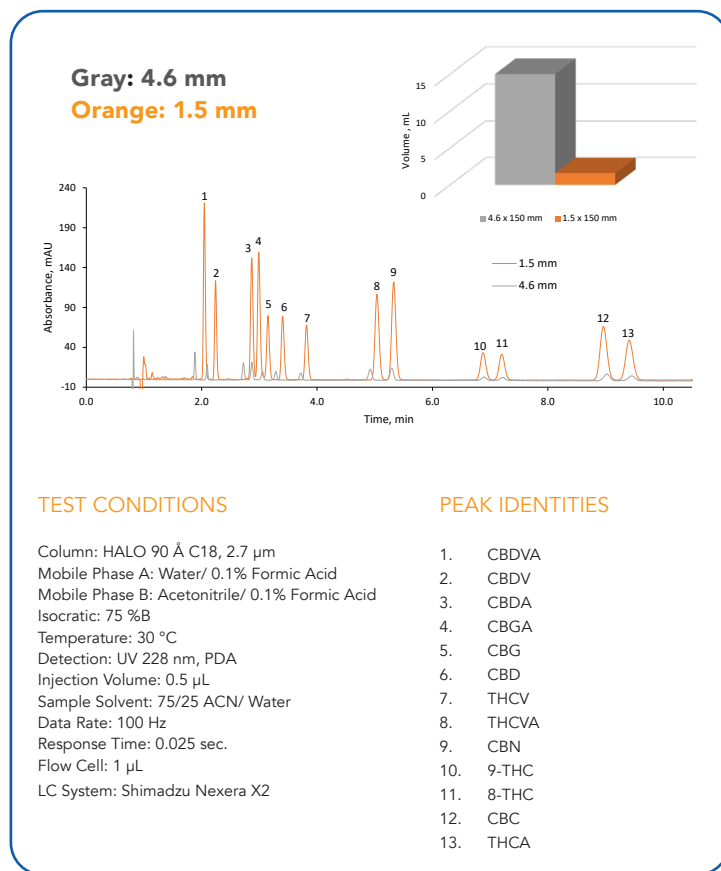 Gray: 4.6 mm
Orange: 1.5 mm
15
10
5
0
Volume , mL
4.6 x 150 mm 1.5 x 150 mm
240
190
140
90
40
-10
Absorbance, mAU
1
2
3
4
5
6
7
8
9
10
11
12
13
1.5 mm
4.6 mm
0.0 2.0 4.0 6.0 8.0 10.0
Time, min
TEST CONDITIONS
Column: HALO 90 Å C18, 2.7 µm
Mobile Phase A: Water/ 0.1% Formic Acid
Mobile Phase B: Acetonitrile/ 0.1% Formic Acid
Isocratic: 75 %B
Temperature: 30 °C
Detection: UV 228 nm, PDA
Injection Volume: 0.5 µL
Sample Solvent: 75/25 ACN/ Water
Data Rate: 100 Hz
Response Time: 0.025 sec.
Flow Cell: 1 µL
LC System: Shimadzu Nexera X2
PEAK IDENTITIES
1. CBDVA
2. CBDV
3. CBDA
4. CBGA
5. CBG
6. CBD
7. THCV
8. THCVA
9. CBN
10. 9-THC
11. 8-THC
12. CBC
13. THCA